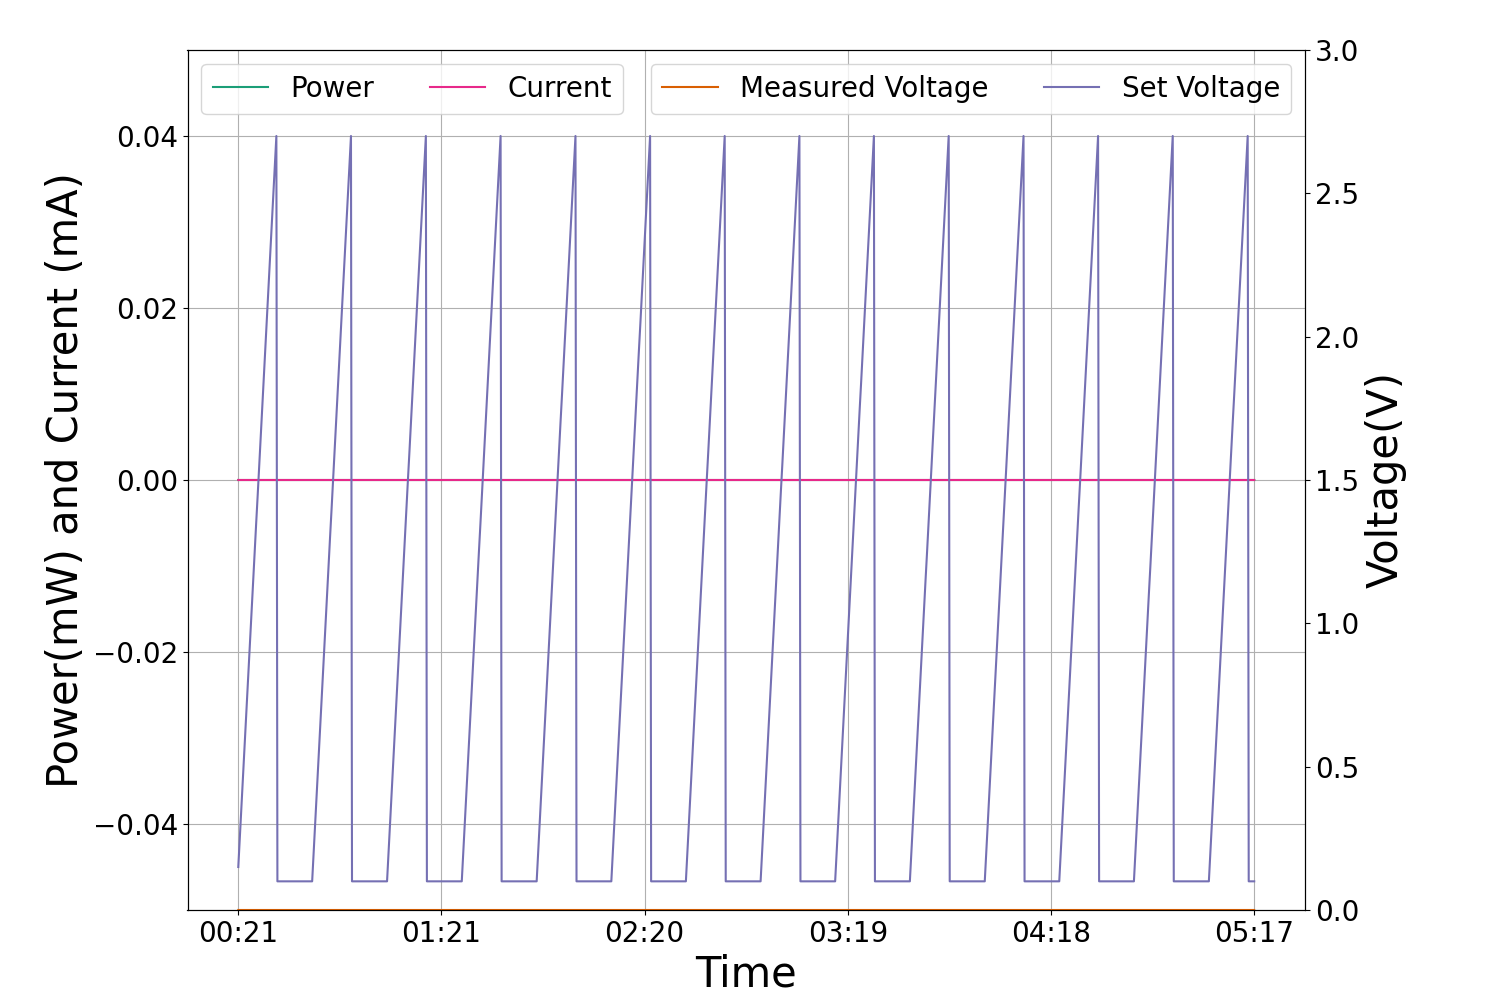 Power Current Measured Voltage Set Voltage
Power(mW) and Current (mA)
0.04
0.02
0.00
−0.02
−0.04
3.0
2.5
2.0
1.5
1.0
0.5
0.0
Voltage(V)
00:21 01:21 02:20 03:19 04:18 05:17
Time